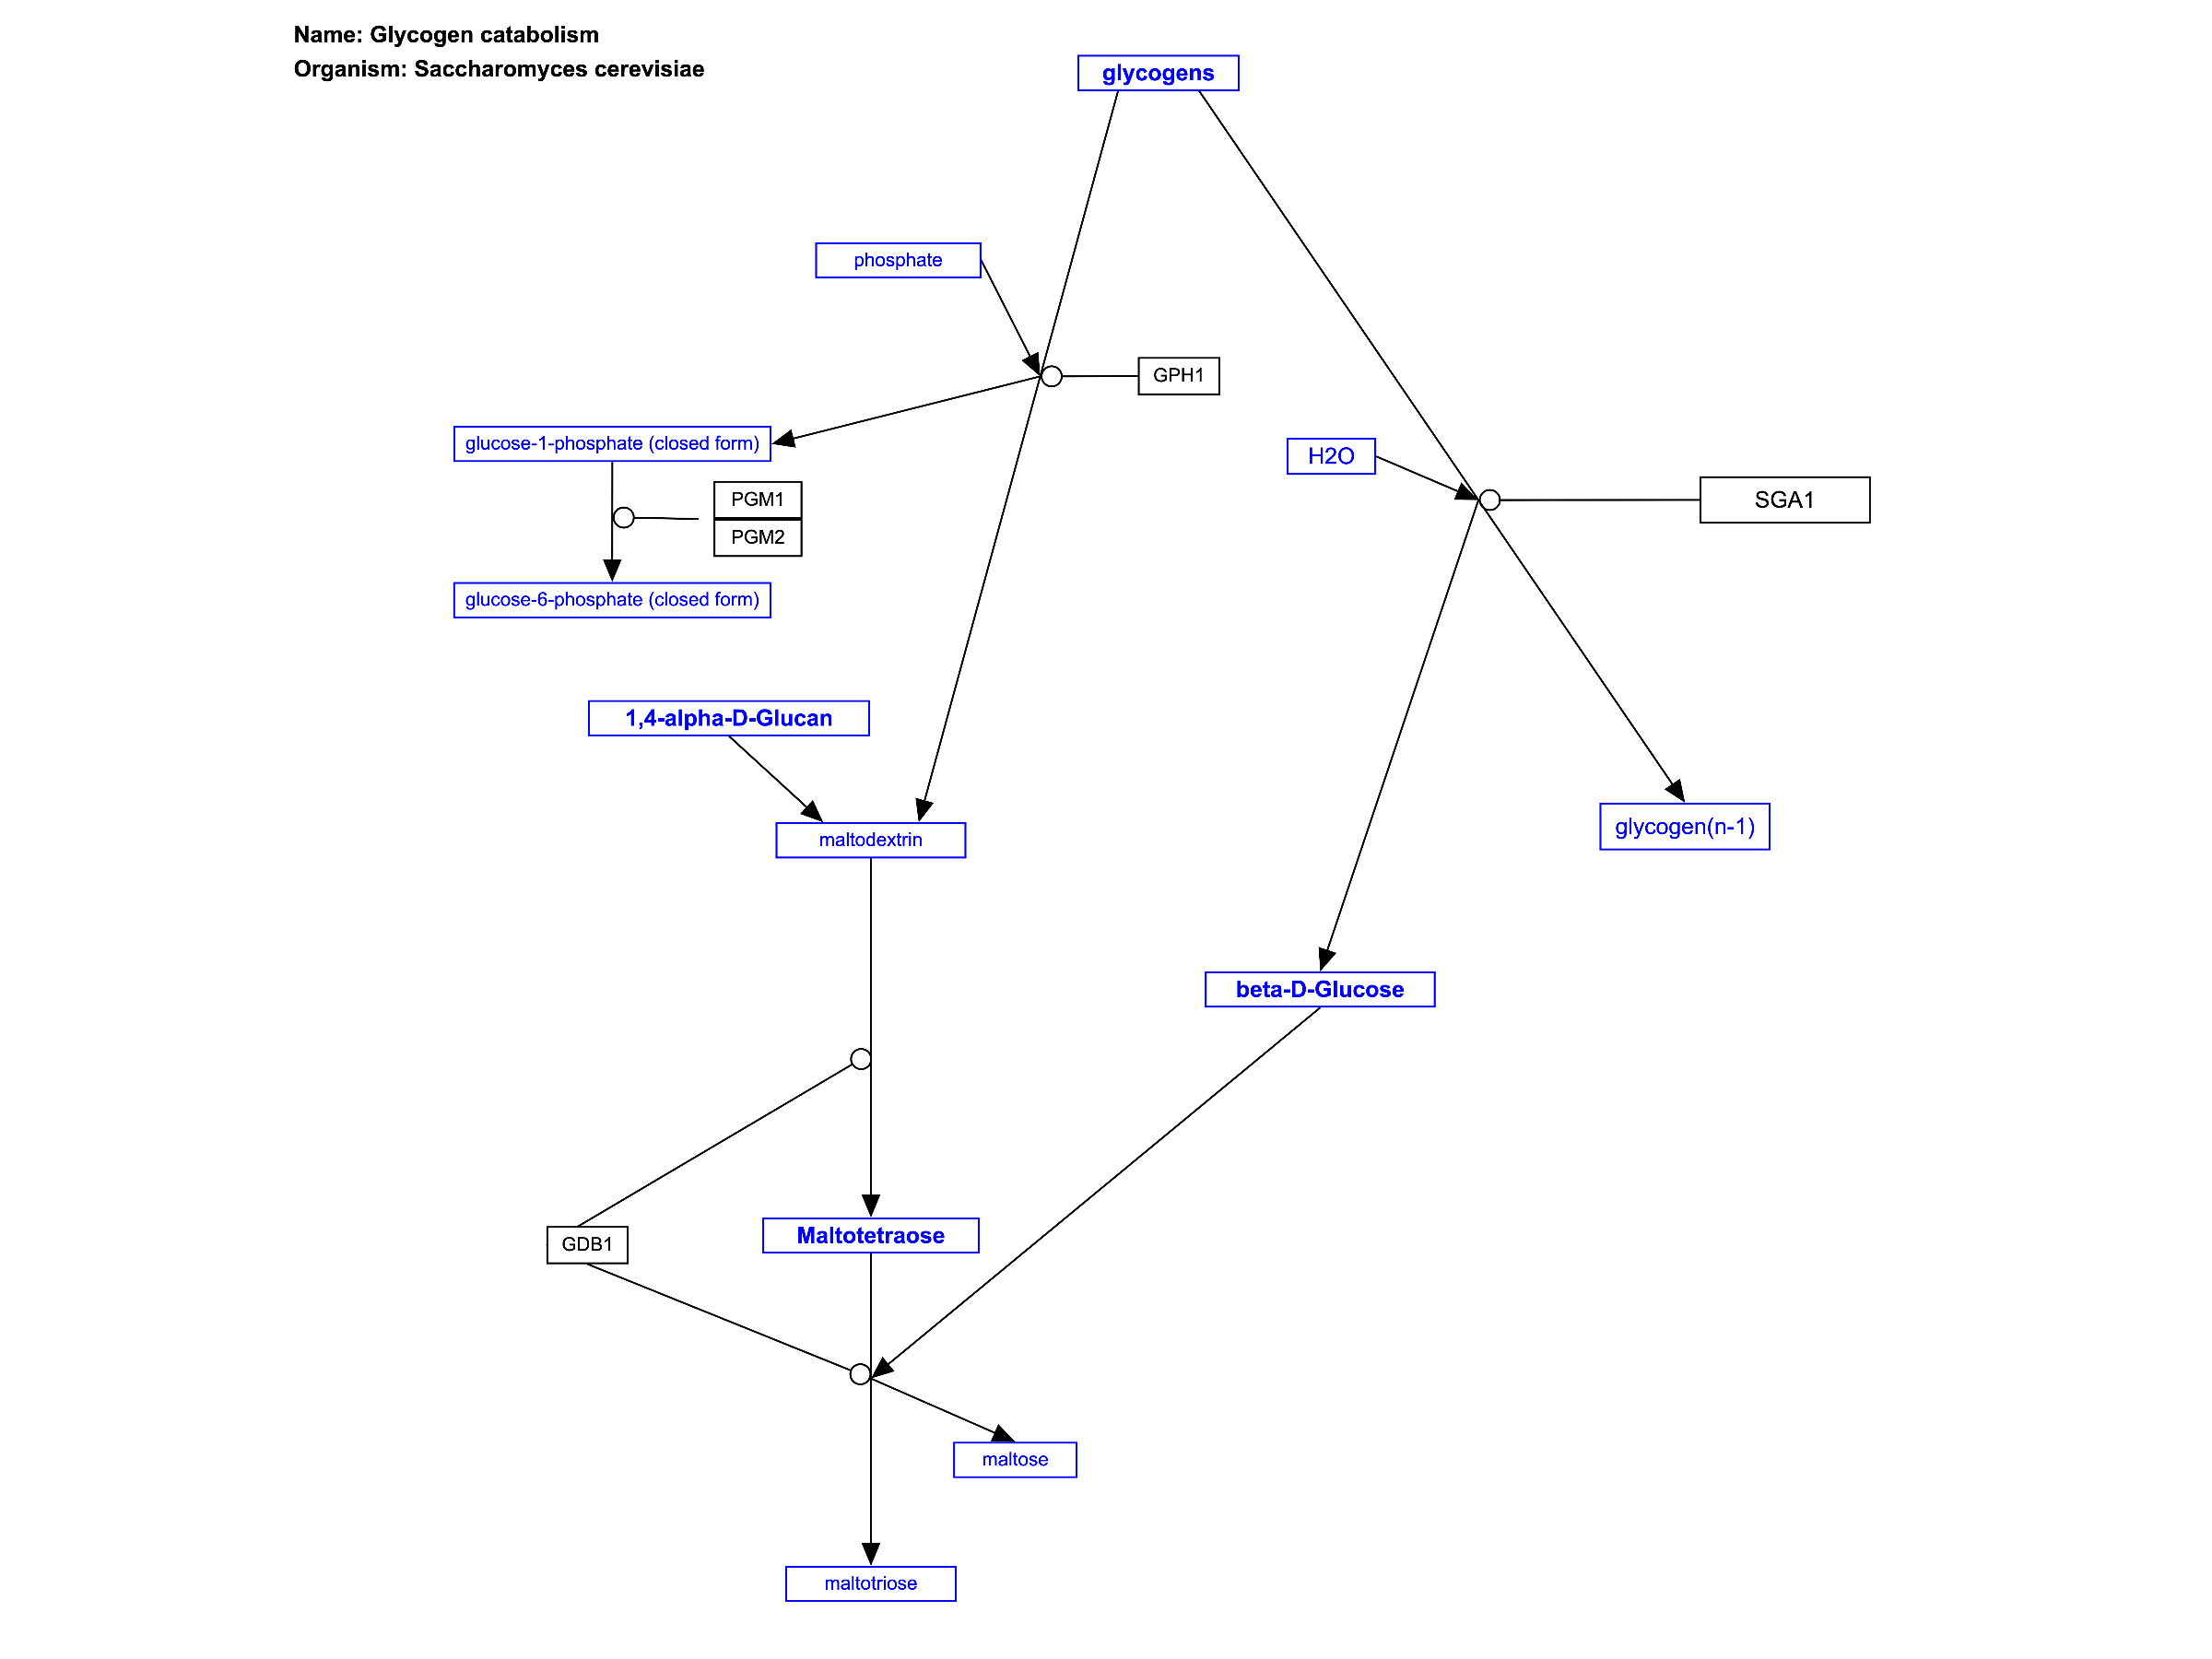 Name: Glycogen catabolism
Organism: Saccharomyces cerevisiae
glycogens
phosphate
GPH1
glucose-1-phosphate (closed form)
H2O
PGM1
SGA1
PGM2
glucose-6-phosphate (closed form)
1,4-alpha-D-Glucan
glycogen(n-1)
maltodextrin
beta-D-Glucose
Maltotetraose
GDB1
maltose
maltotriose